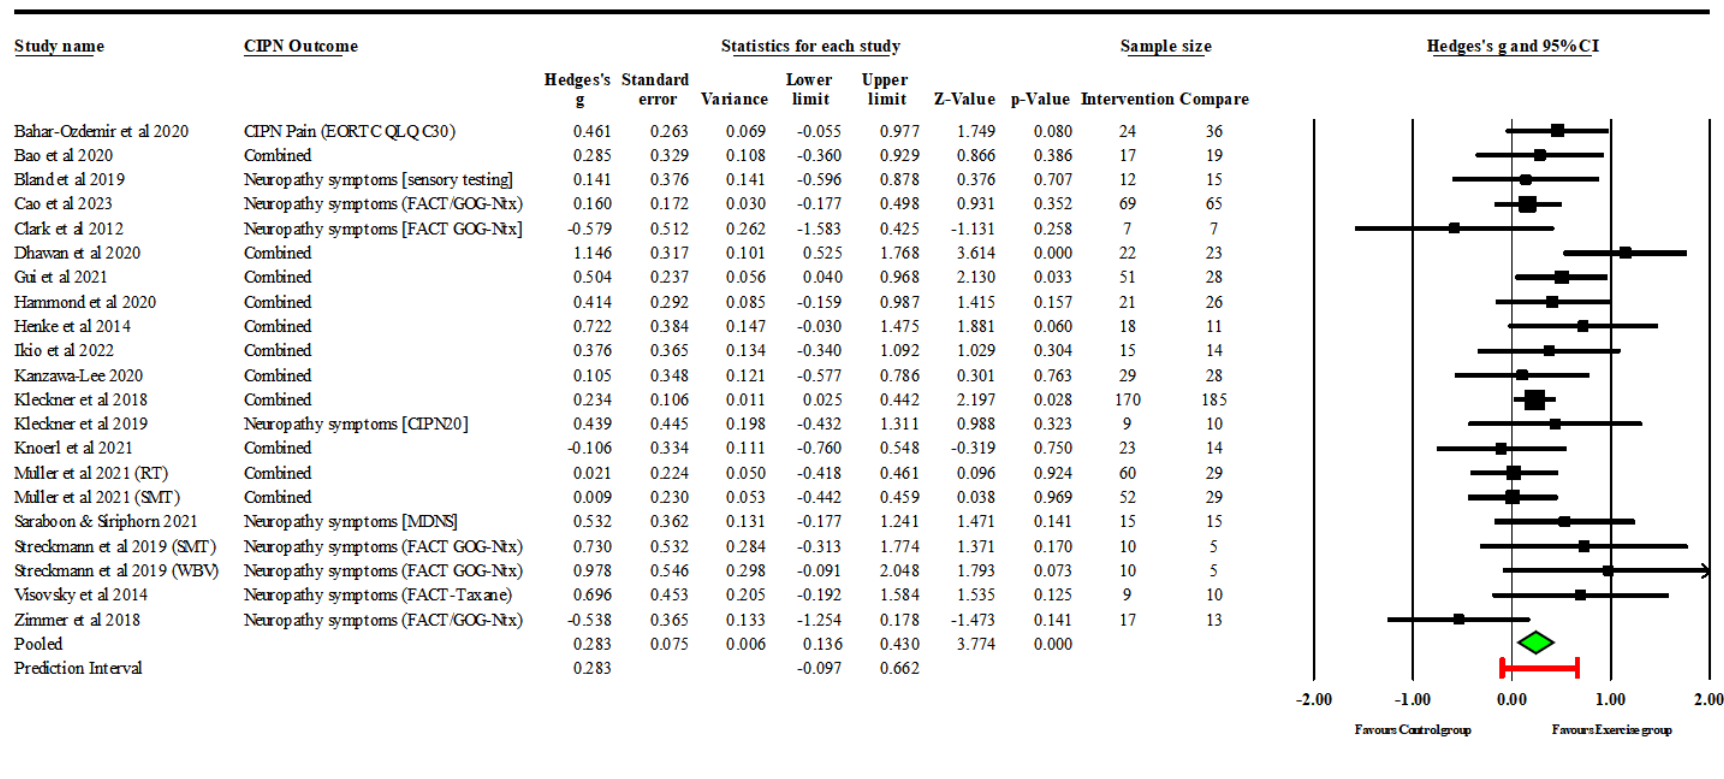 Study name CIPN Outcome Statistics for each study Sample size Hedges's g and 95%CI
Hedges's Standard Lower Upper
g error Variance limit limit Z-Value p-Value Intervention Compare
Bahar-Ozdemir et al 2020 CIPN Pain (EORTC QLQ C30) 0.461 0.263 0.069 -0.055 0.977 1.749 0.080 24 36
Bao et al 2020 Combined 0.285 0.329 0.108 -0.360 0.929 0.866 0.386 17 19
Bland et al 2019 Neuropathy symptoms [sensory testing] 0.141 0.376 0.141 -0.596 0.878 0.376 0.707 12 15
Cao et al 2023 Neuropathy symptoms (FACT/GOG-Ntx) 0.160 0.172 0.030 -0.177 0.498 0.931 0.352 69 65
Clark et al 2012 Neuropathy symptoms [FACT GOG-Ntx] -0.579 0.512 0.262 -1.583 0.425 -1.131 0.258 7 7
Dhawan et al 2020 Combined 1.146 0.317 0.101 0.525 1.768 3.614 0.000 22 23
Gui et al 2021 Combined 0.504 0.237 0.056 0.040 0.968 2.130 0.033 51 28
Hammond et al 2020 Combined 0.414 0.292 0.085 -0.159 0.987 1.415 0.157 21 26
Henke et al 2014 Combined 0.722 0.384 0.147 -0.030 1.475 1.881 0.060 18 11
Ikio et al 2022 Combined 0.376 0.365 0.134 -0.340 1.092 1.029 0.304 15 14
Kanzawa-Lee 2020 Combined 0.105 0.348 0.121 -0.577 0.786 0.301 0.763 29 28
Kleckner et al 2018 Combined 0.234 0.106 0.011 0.025 0.442 2.197 0.028 170 185
Kleckner et al 2019 Neuropathy symptoms [CIPN20] 0.439 0.445 0.198 -0.432 1.311 0.988 0.323 9 10
Knoerl et al 2021 Combined -0.106 0.334 0.111 -0.760 0.548 -0.319 0.750 23 14
Muller et al 2021 (RT) Combined 0.021 0.224 0.050 -0.418 0.461 0.096 0.924 60 29
Muller et al 2021 (SMT) Combined 0.009 0.230 0.053 -0.442 0.459 0.038 0.969 52 29
Saraboon & Siriphorn 2021 Neuropathy symptoms [MDNS] 0.532 0.362 0.131 -0.177 1.241 1.471 0.141 15 15
Streckmann et al 2019 (SMT) Neuropathy symptoms (FACT GOG-Ntx) 0.730 0.532 0.284 -0.313 1.774 1.371 0.170 10 5
Streckmann et al 2019 (WBV) Neuropathy symptoms (FACT GOG-Ntx) 0.978 0.546 0.298 -0.091 2.048 1.793 0.073 10 5
Visovsky et al 2014 Neuropathy symptoms (FACT-Taxane) 0.696 0.453 0.205 -0.192 1.584 1.535 0.125 9 10
Zimmer et al 2018 Neuropathy symptoms (FACT/GOG-Ntx) -0.538 0.365 0.133 -1.254 0.178 -1.473 0.141 17 13
Pooled 0.283 0.075 0.006 0.136 0.430 3.774 0.000
Prediction Interval 0.283 -0.097 0.662
-2.00 -1.00 0.00 1.00 2.00
Favours Control group Favours Exercise group